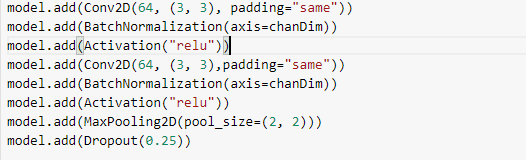 model.add(Conv2D(64, (3, 3), padding="same"))
model.add(BatchNormalization(axis=chanDim))
model.add(Activation("relu"))
model.add(Conv2D(64, (3, 3),padding="same"))
model.add(BatchNormalization(axis=chanDim))
model.add(Activation("relu"))
model.add(MaxPooling2D(pool_size=(2, 2)))
model.add(Dropout(0.25))